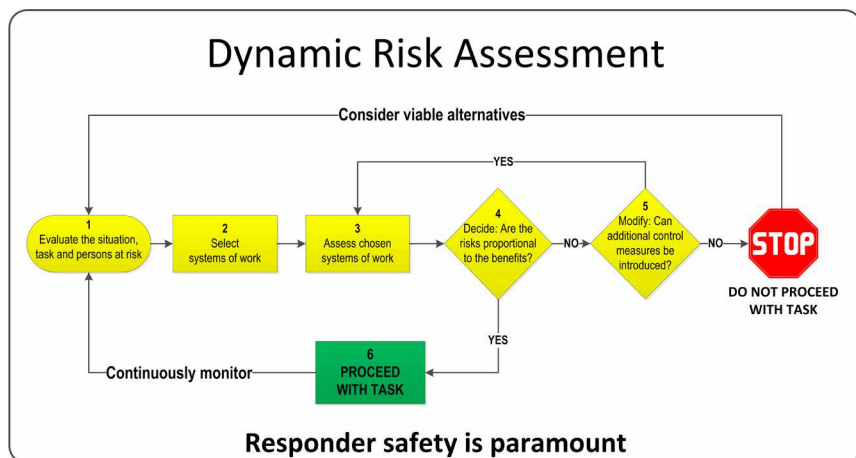 Dynamic Risk Assessment
Consider viable alternatives
YES
1
Evaluate the situation,
task and persons at risk
2
Select
systems of work
3
Assess chosen
systems of work
4
Decide: Are the
risks proportional
to the benefits?
NO
5
Modify: Can
additional control
measures be
introduced?
NO
STOP
DO NOT PROCEED
WITH TASK
YES
6
PROCEED
WITH TASK
Continuously monitor
Responder safety is paramount